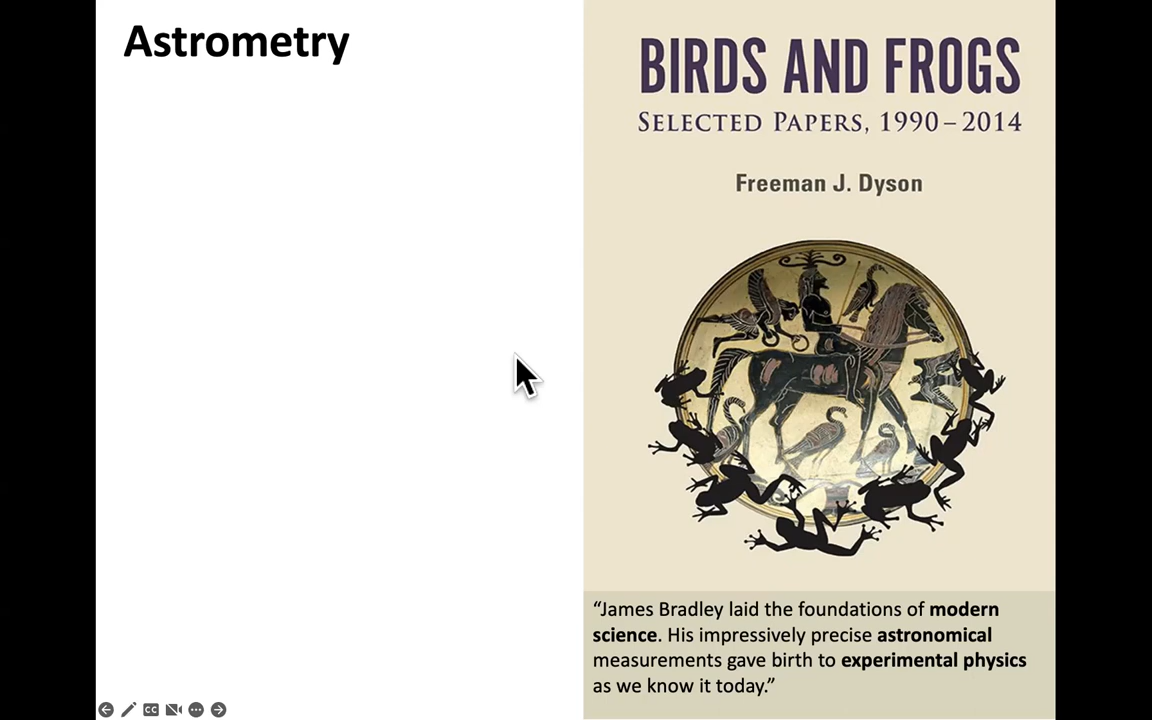 Astrometry
BIRDS AND FROGS
SELECTED PAPERS, 1990–2014
Freeman J. Dyson
“James Bradley laid the foundations of modern
science. His impressively precise astronomical
measurements gave birth to experimental physics
as we know it today.”
CC